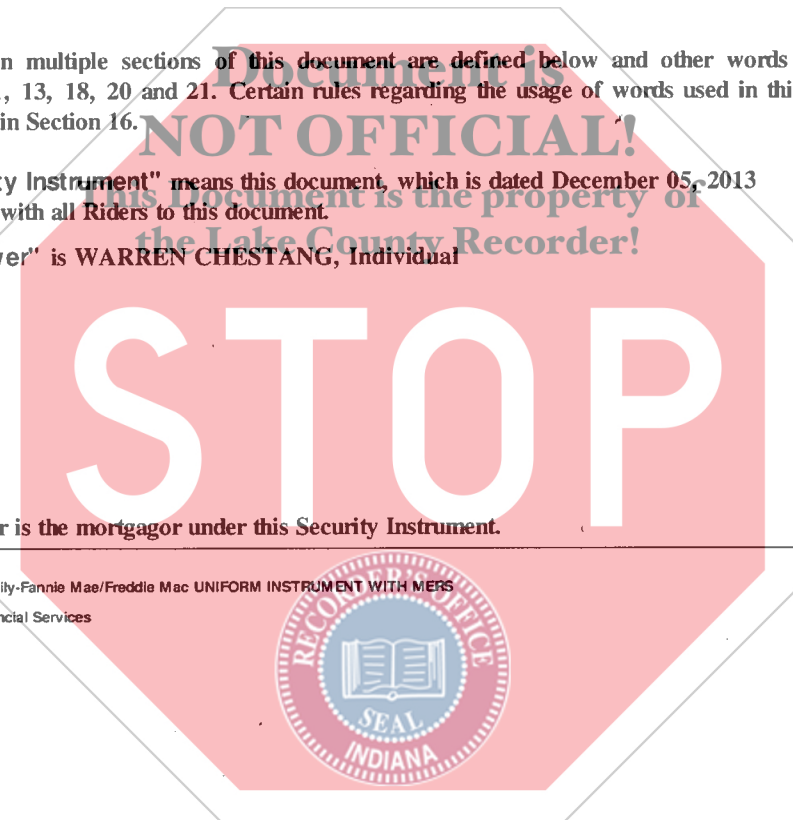 n multiple sections of this document are defined below and other words
., 13, 18, 20 and 21. Certain rules regarding the usage of words used in thi
in Section 16.
Document is
NOT OFFICIAL!
This Document is the property of
the Lake County Recorder!
ty Instrument" means this document, which is dated December 05, 2013
with all Riders to this document.
er" is WARREN CHESTANG, Individual
STOP
r is the mortgagor under this Security Instrument.
ily-Fannie Mae/Freddie Mac UNIFORM INSTRUMENT WITH MERS
ncial Services
RECORDER'S OFFICE
SEAL
INDIANA